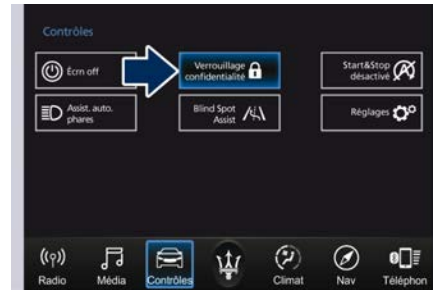 Contrôles
Écrn off
Verrouillage
confidentialité
Start&Stop
désactivé
Assist. auto.
phares
Blind Spot
Assist
Réglages
Radio
Média
Contrôles
Climat
Nav
Téléphon